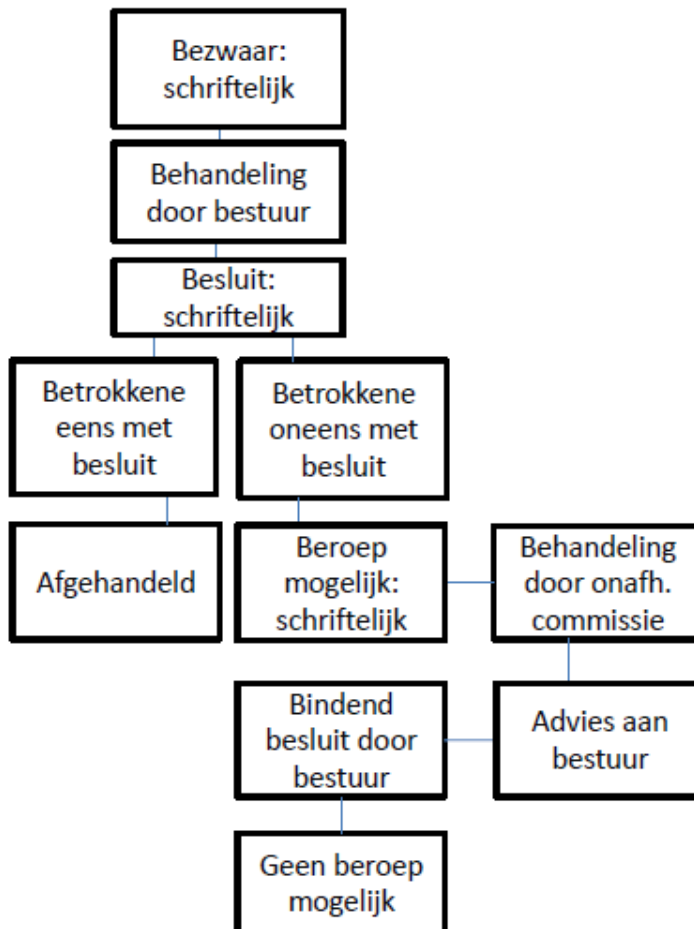 Bezwaar:
schriftelijk
Behandeling
door bestuur
Besluit:
schriftelijk
Betrokkene
eens met
besluit
Betrokkene
oneens met
besluit
Afgehandeld
Beroep
mogelijk:
schriftelijk
Behandeling
door onafh.
commissie
Advies aan
bestuur
Bindend
besluit door
bestuur
Geen beroep
mogelijk